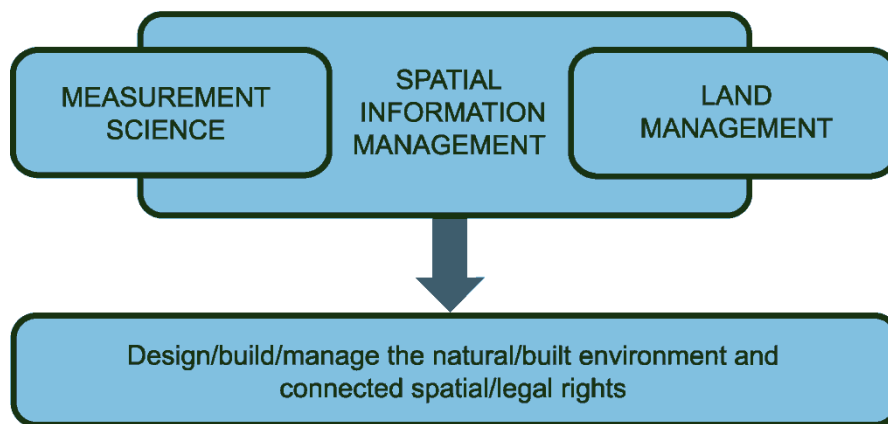 MEASUREMENT
SCIENCE
SPATIAL
INFORMATION
MANAGEMENT
LAND
MANAGEMENT
Design/build/manage the natural/built environment and
connected spatial/legal rights